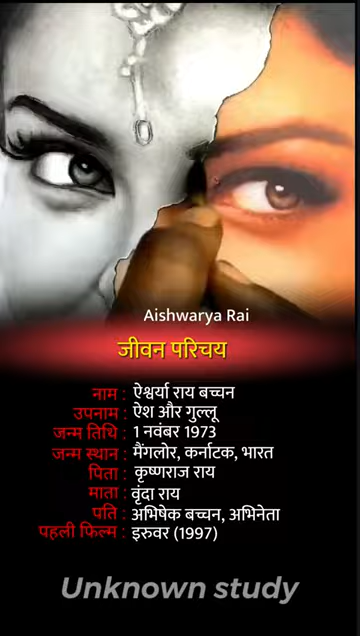 Aishwarya Rai
जीवन परिचय
नाम : ऐश्वर्या राय बच्चन
उपनाम : ऐश और गुल्लू
जन्म तिथि : 1 नवंबर 1973
जन्म स्थान : मैंगलोर, कर्नाटक, भारत
पिता : कृष्णराज राय
माता : वृंदा राय
पति : अभिषेक बच्चन, अभिनेता
पहली फिल्म : इरुवर (1997)
Unknown study